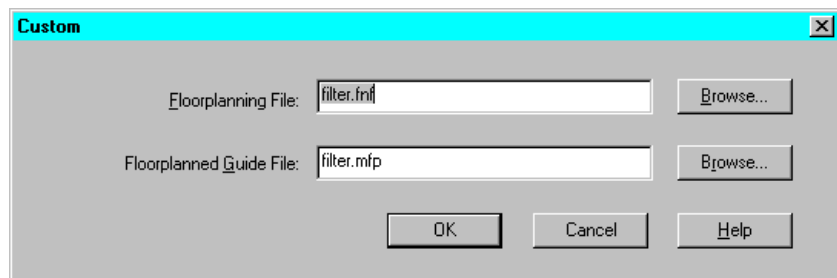 Custom
Floorplanning File: filter.fnf Browse...
Floorplanned Guide File: filter.mfp Browse...
OK Cancel Help